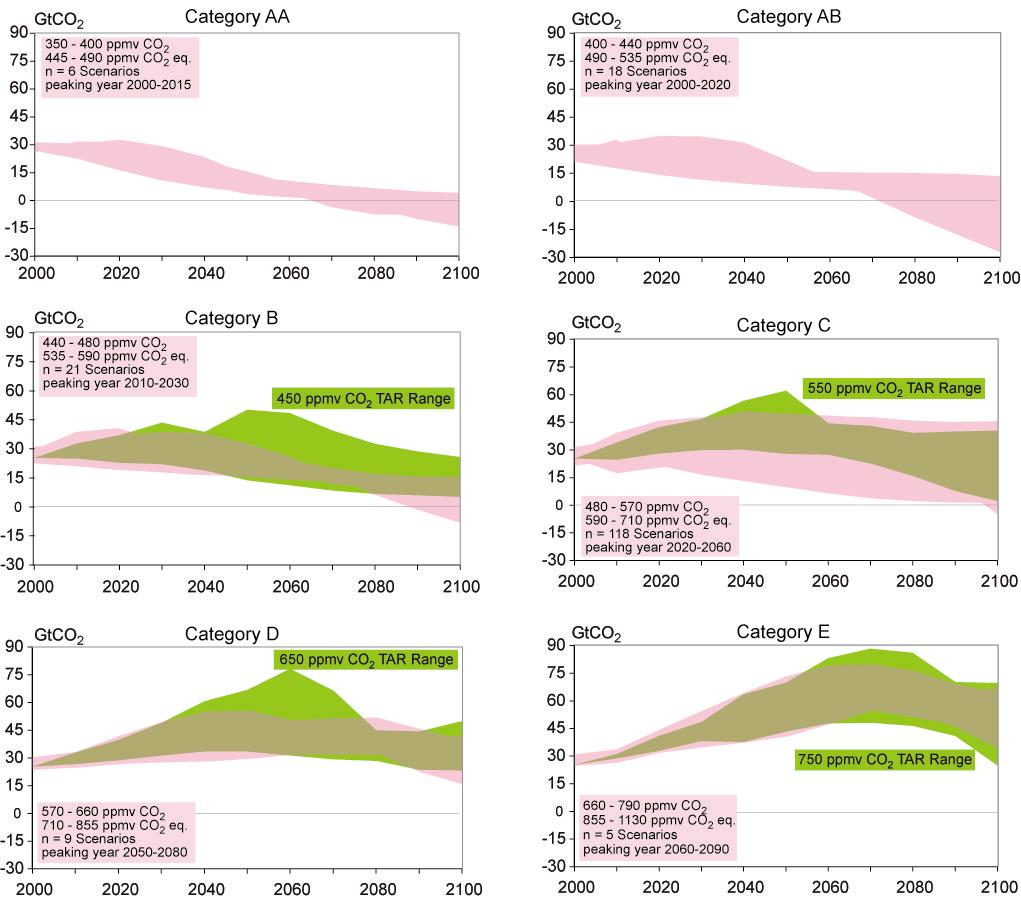 GtCO2
Category AA
90
75
60
45
30
15
0
-15
-30
350 - 400 ppmv CO2
445 - 490 ppmv CO2 eq.
n = 6 Scenarios
peaking year 2000-2015
2000 2020 2040 2060 2080 2100
GtCO2
Category AB
90
75
60
45
30
15
0
-15
-30
400 - 440 ppmv CO2
490 - 535 ppmv CO2 eq.
n = 18 Scenarios
peaking year 2000-2020
2000 2020 2040 2060 2080 2100
GtCO2
Category B
90
75
60
45
30
15
0
-15
-30
440 - 480 ppmv CO2
535 - 590 ppmv CO2 eq.
n = 21 Scenarios
peaking year 2010-2030
450 ppmv CO2 TAR Range
2000 2020 2040 2060 2080 2100
GtCO2
Category C
90
75
60
45
30
15
0
-15
-30
550 ppmv CO2 TAR Range
480 - 570 ppmv CO2
590 - 710 ppmv CO2 eq.
n = 118 Scenarios
peaking year 2020-2060
2000 2020 2040 2060 2080 2100
GtCO2
Category D
90
75
60
45
30
15
0
-15
-30
650 ppmv CO2 TAR Range
570 - 660 ppmv CO2
710 - 855 ppmv CO2 eq.
n = 9 Scenarios
peaking year 2050-2080
2000 2020 2040 2060 2080 2100
GtCO2
Category E
90
75
60
45
30
15
0
-15
-30
750 ppmv CO2 TAR Range
660 - 790 ppmv CO2
855 - 1130 ppmv CO2 eq.
n = 5 Scenarios
peaking year 2060-2090
2000 2020 2040 2060 2080 2100